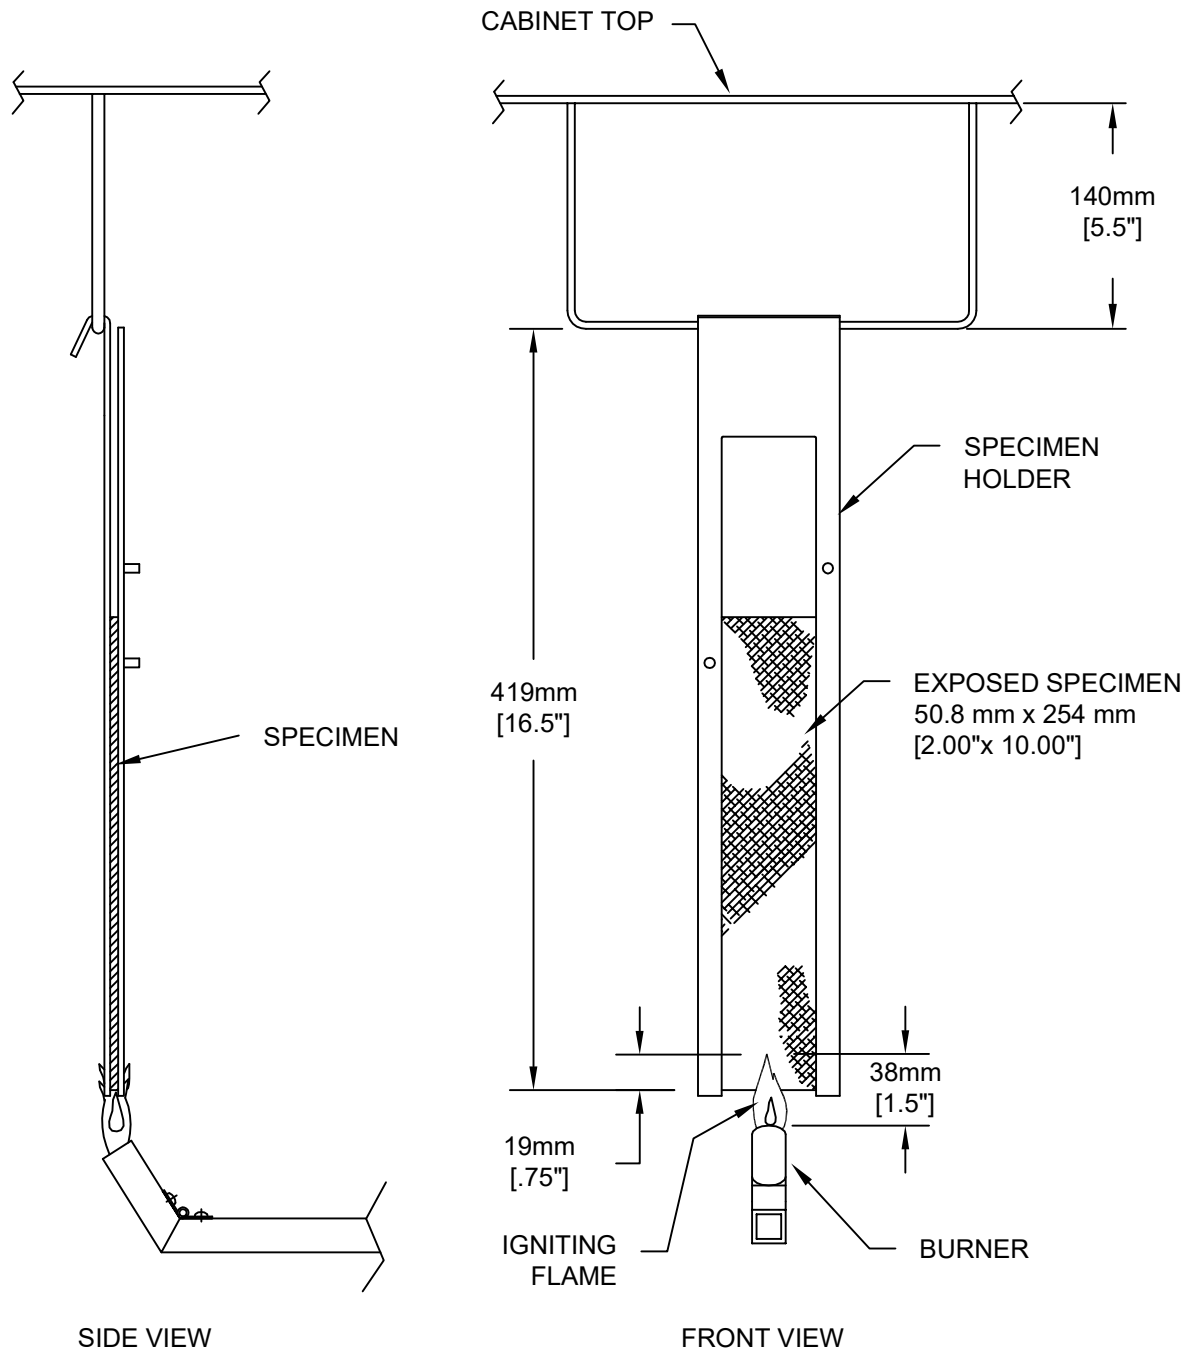 CABINET TOP
140mm
[5.5"]
SPECIMEN
HOLDER
419mm
[16.5"]
EXPOSED SPECIMEN
50.8 mm x 254 mm
[2.00"x 10.00"]
SPECIMEN
38mm
[1.5"]
19mm
[.75"]
IGNITING
FLAME
BURNER
SIDE VIEW
FRONT VIEW